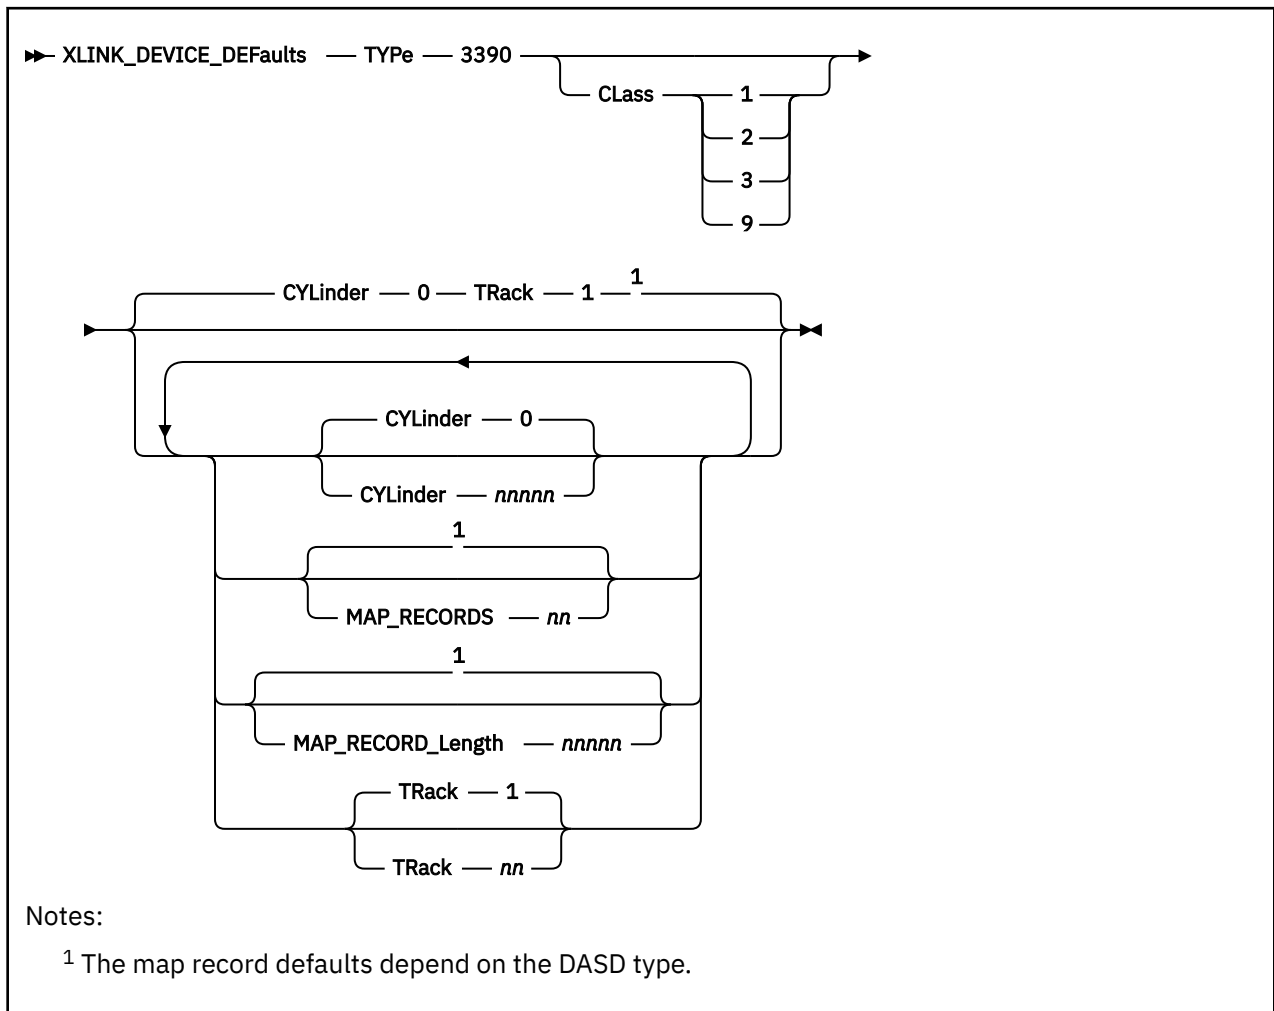 XLINK_DEVICE_DEFaults TYPe 3390
CLass 1
2
3
9
CYLinder 0 TRack 1 1
CYLinder 0
CYLinder nnnnn
1
MAP_RECORDS nn
1
MAP_RECORD_Length nnnnn
TRack 1
TRack nn
Notes:
1 The map record defaults depend on the DASD type.